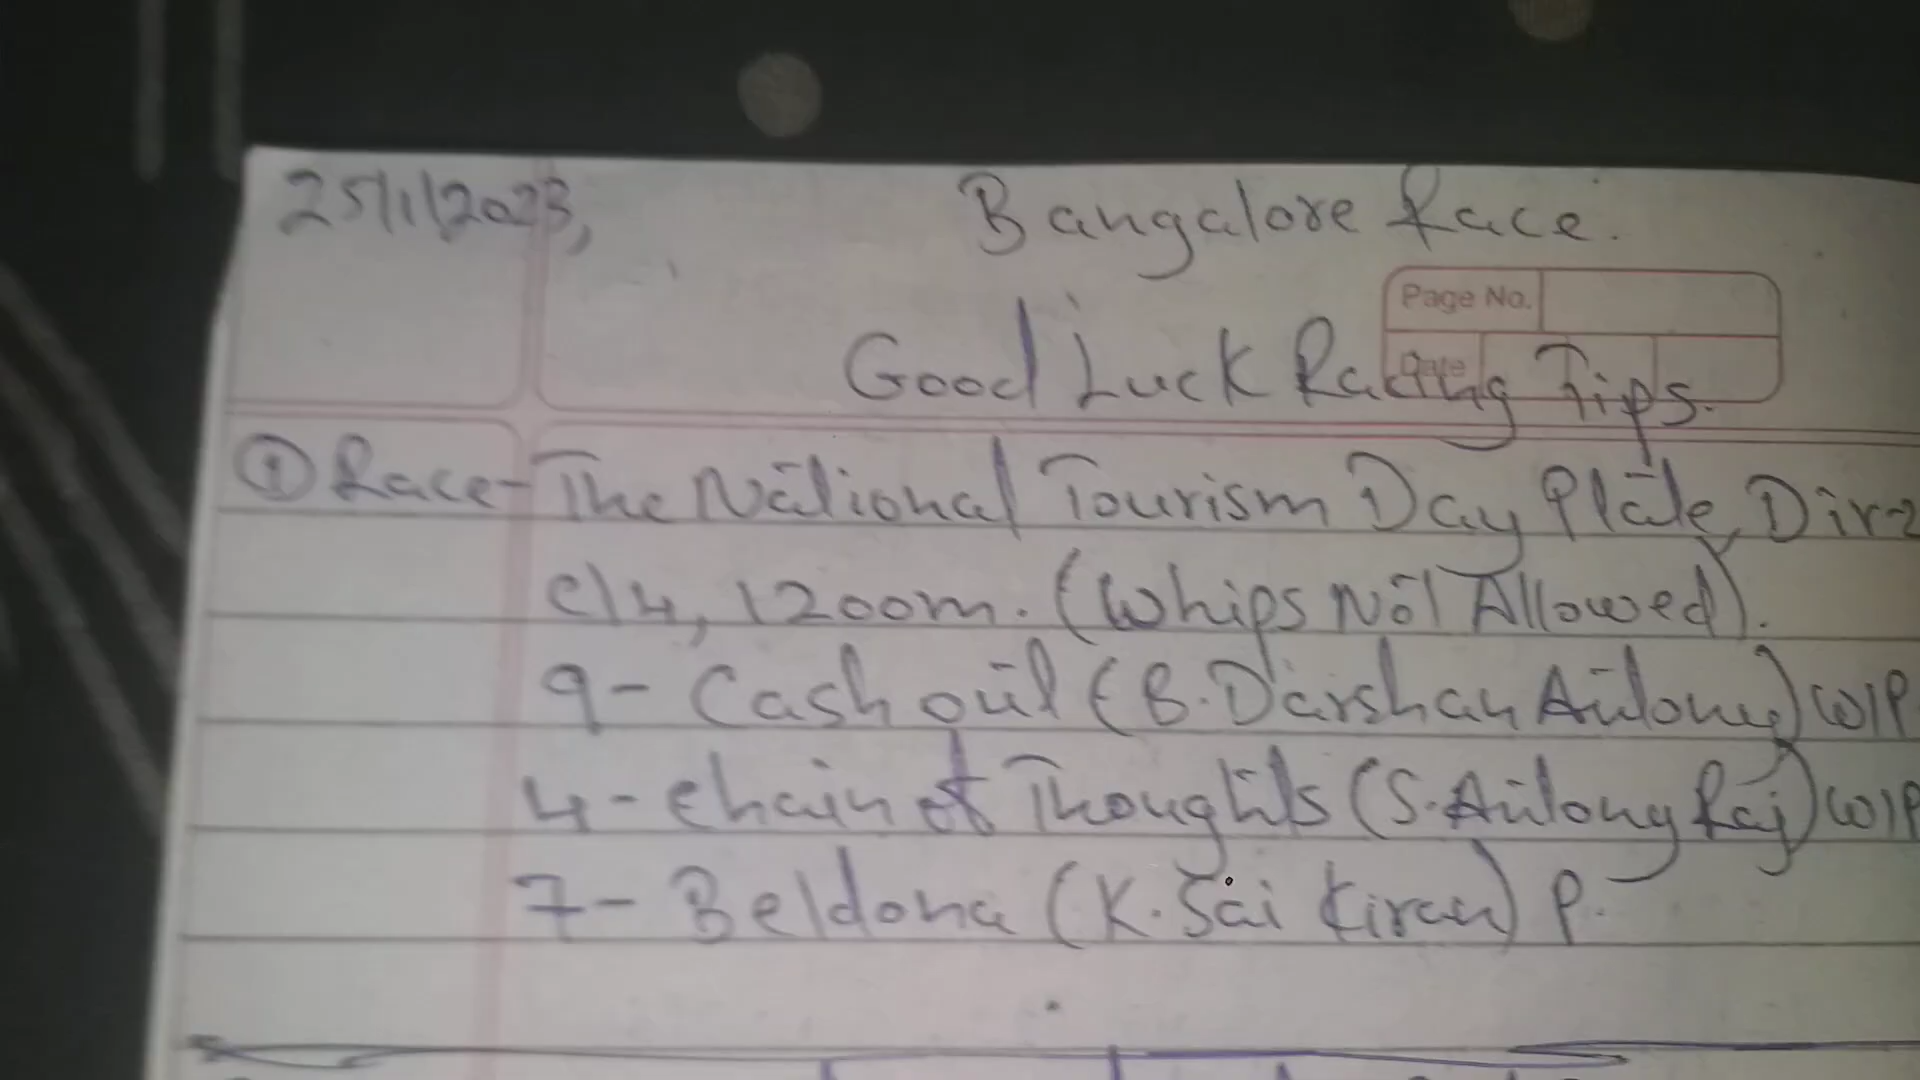 25/1/2023, Bangalore Race.
Page No.
Good Luck Racing Tips.
Date
① Race - The National Tourism Day Plate, Div-2
C/4, 1200m. (Whips Not Allowed).
9 - Cash out (B. Darshan Antony) W/P
4 - Chain of Thoughts (S. Antony Raj) W/P
7 - Beldona (K. Sai Kiran) P.